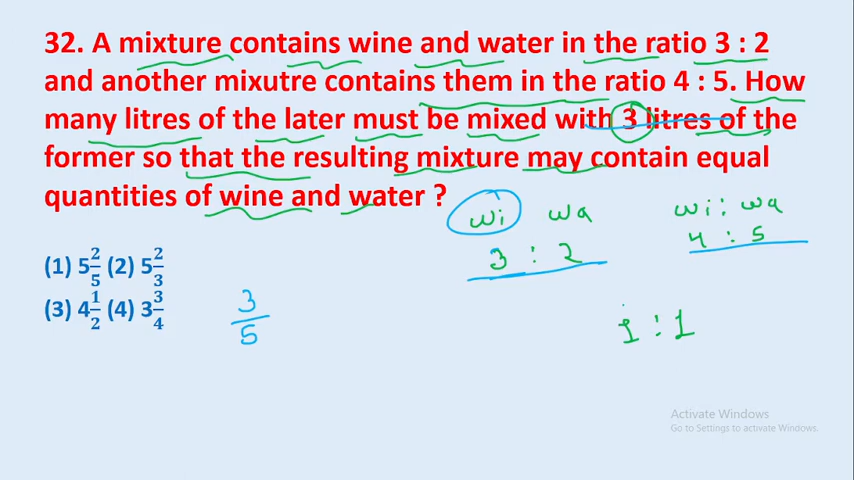 32. A mixture contains wine and water in the ratio 3 : 2
and another mixutre contains them in the ratio 4 : 5. How
many litres of the later must be mixed with 3 litres of the
former so that the resulting mixture may contain equal
quantities of wine and water ?
wi wa
3 : 2
wi : wa
4 : 5
(1) 5 2/5 (2) 5 2/3
(3) 4 1/2 (4) 3 3/4
3/5
1 : 1
Activate Windows
Go to Settings to activate Windows.